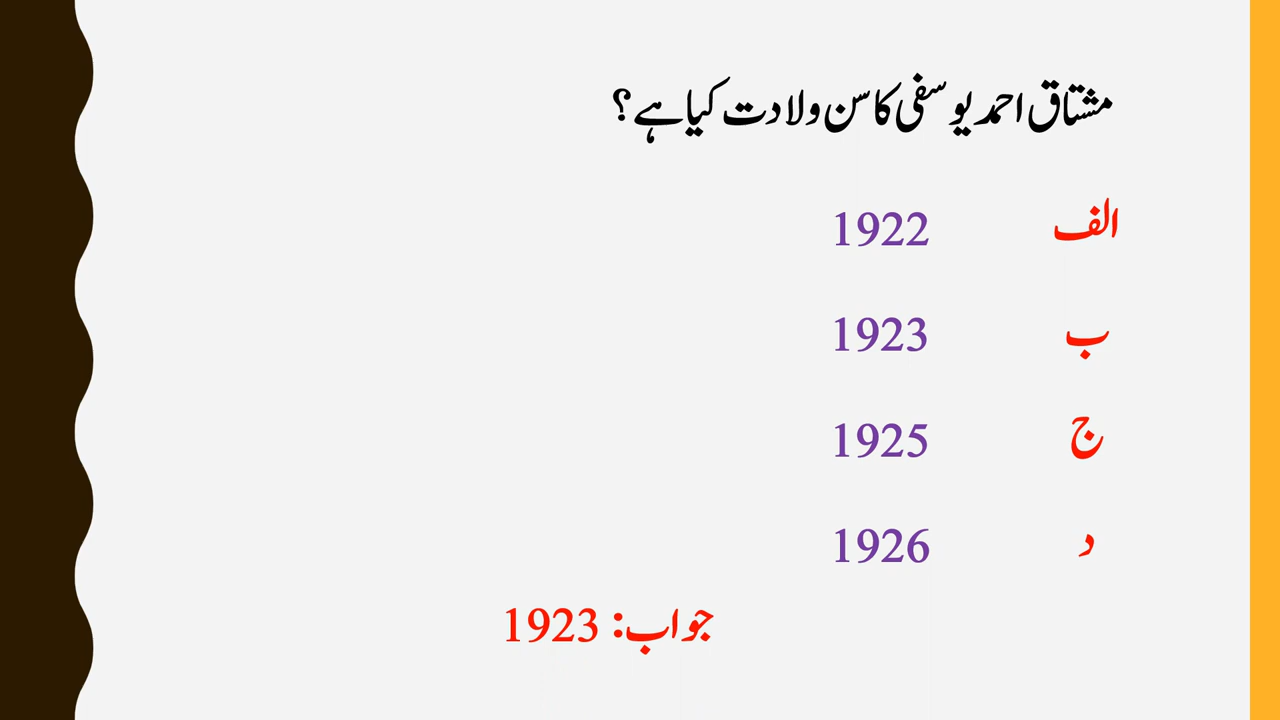 مشتاق احمد یوسفی کا سن ولادت کیا ہے؟
الف 1922
ب 1923
ج 1925
د 1926
جواب: 1923